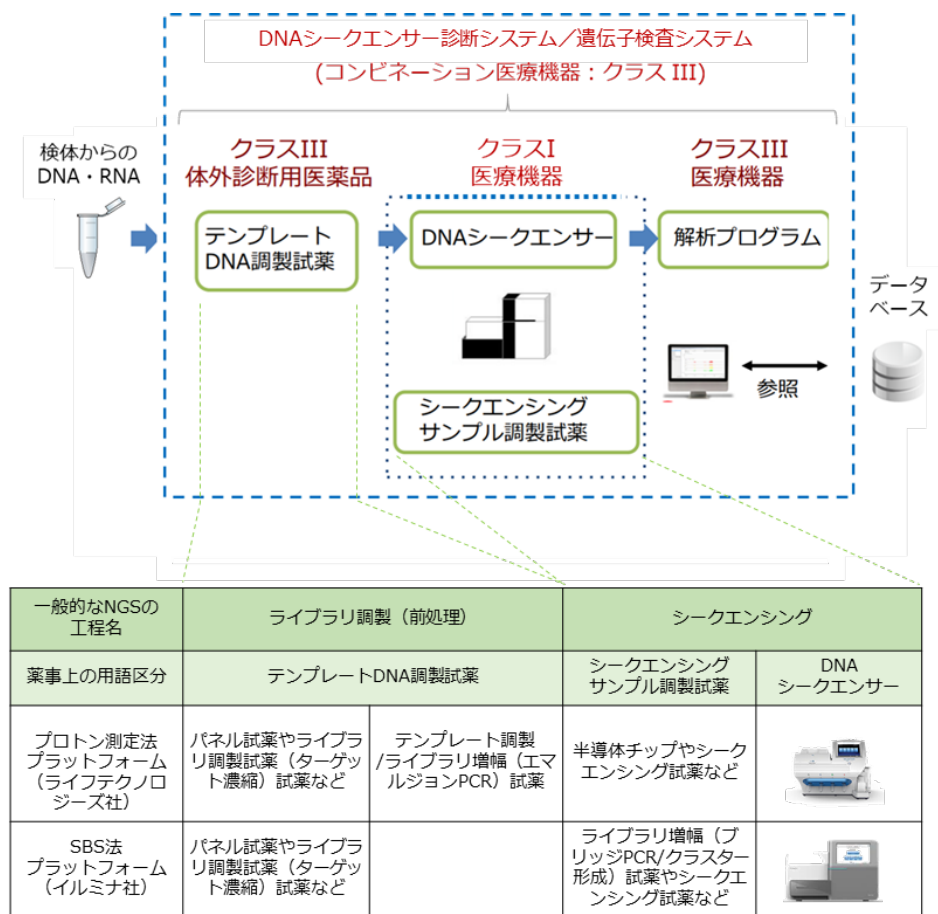 DNAシークエンサー診断システム／遺伝子検査システム
(コンビネーション医療機器：クラス III)
検体からの
DNA・RNA
クラスIII
体外診断用医薬品
クラスI
医療機器
クラスIII
医療機器
テンプレート
DNA調製試薬
DNAシークエンサー
解析プログラム
データ
ベース
参照
シークエンシング
サンプル調製試薬
一般的なNGSの
工程名
ライブラリ調製（前処理）
シークエンシング
薬事上の用語区分
テンプレートDNA調製試薬
シークエンシング
サンプル調製試薬
DNA
シークエンサー
プロトン測定法
プラットフォーム
（ライフテクノロ
ジーズ社）
パネル試薬やライブラ
リ調製試薬（ターゲッ
ト濃縮）試薬など
テンプレート調製
/ライブラリ増幅（エマ
ルジョンPCR）試薬
半導体チップやシーク
エンシング試薬など
SBS法
プラットフォーム
（イルミナ社）
パネル試薬やライブラ
リ調製試薬（ターゲッ
ト濃縮）試薬など
ライブラリ増幅（ブ
リッジPCR/クラスター
形成）試薬やシークエ
ンシング試薬など